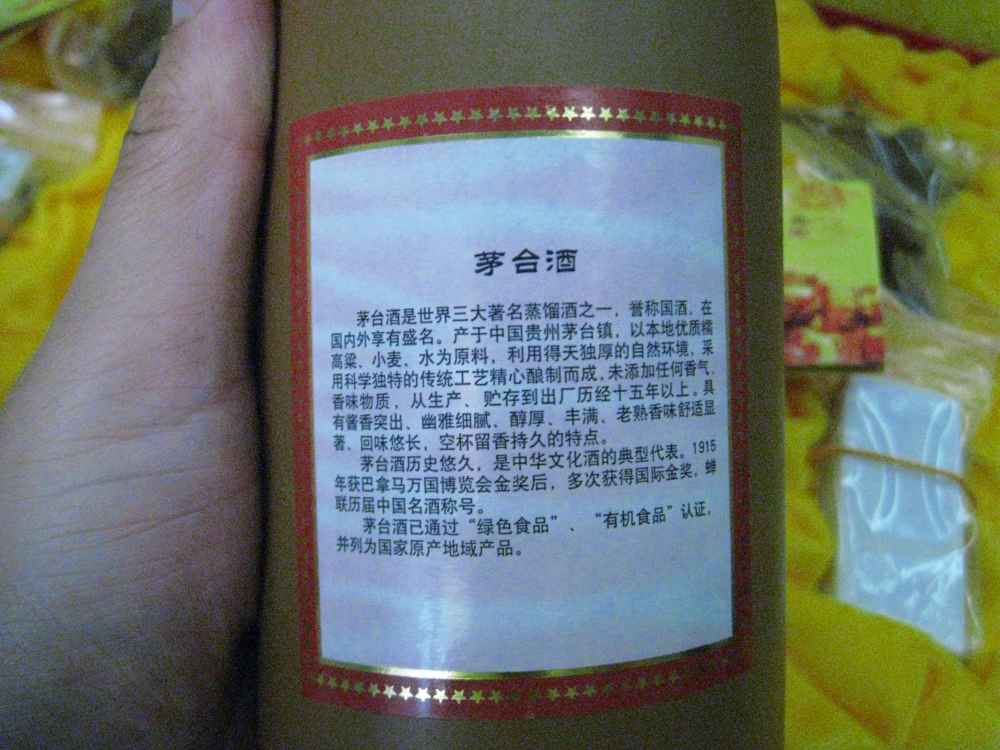 茅台酒
茅台酒是世界三大著名蒸馏酒之一，誉称国酒。在
国内外享有盛名。产于中国贵州茅台镇，以本地优质糯
高粱、小麦、水为原料，利用得天独厚的自然环境，采
用科学独特的传统工艺精心酿制而成，未添加任何香气、
香味物质，从生产、贮存到出厂历经十五年以上。具
有酱香突出、幽雅细腻、醇厚、丰满、老熟香味舒适显
著、回味悠长，空杯留香持久的特点。
茅台酒历史悠久，是中华文化酒的典型代表。1915
年获巴拿马万国博览会金奖后，多次获得国际金奖，蝉
联历届中国名酒称号。
茅台酒已通过“绿色食品”、“有机食品”认证，
并列为国家原产地域产品。